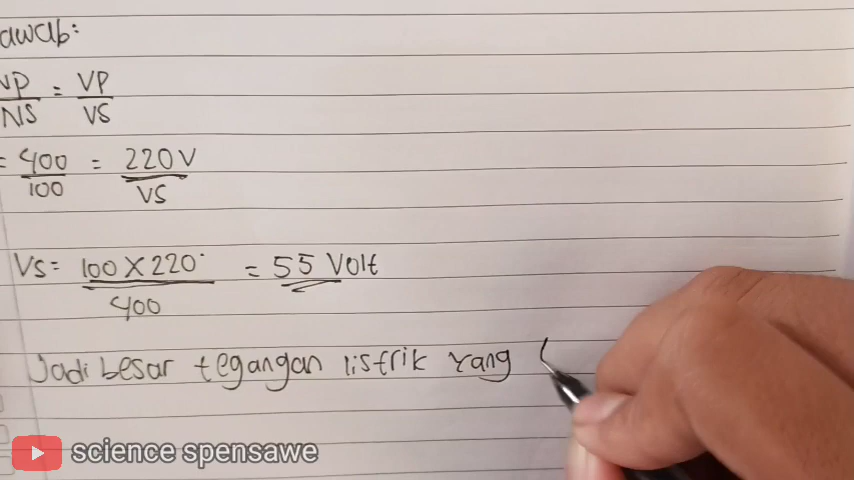 awab:
NP/NS = VP/VS
= 400/100 = 220V/VS
VS = 100 X 220/400 = 55 Volt
Jadi besar tegangan listrik yang
science spensawe